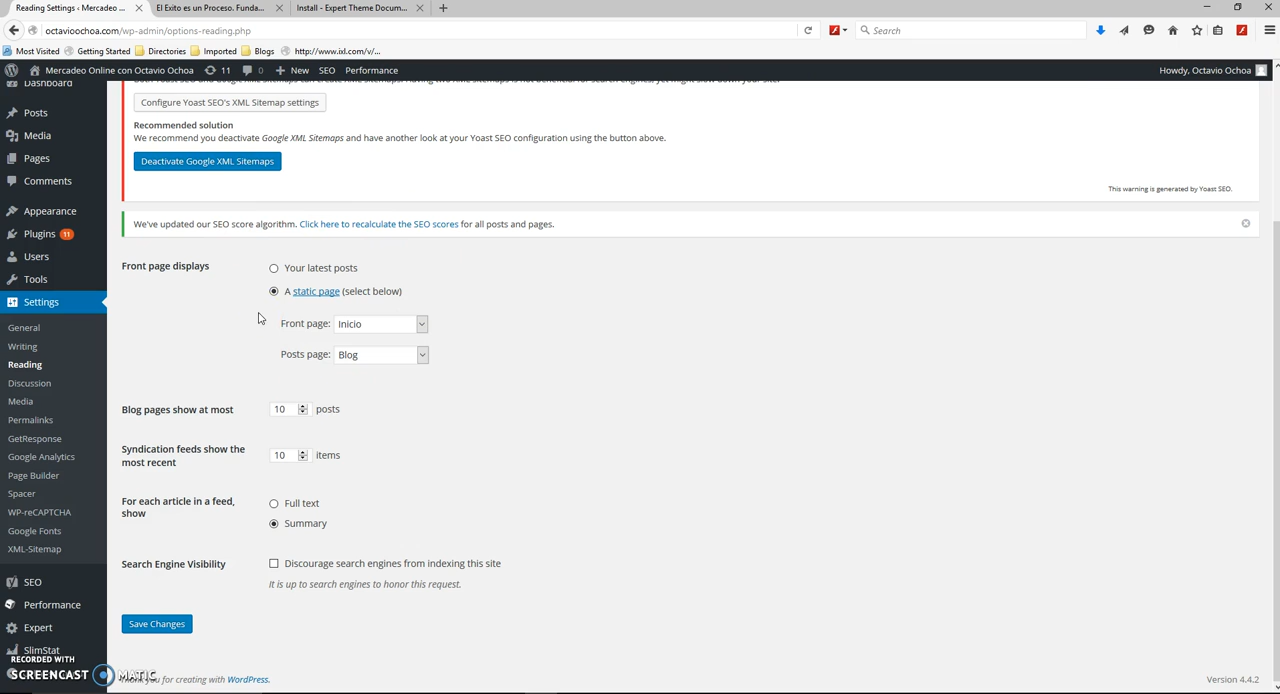 Reading Settings ‹ Mercadeo ...
El Exito es un Proceso. Funda...
Install - Expert Theme Docum...
octavioochoa.com/wp-admin/options-reading.php
Search
Most Visited Getting Started Directories Imported Blogs http://www.ixl.com/v/...
Mercadeo Online con Octavio Ochoa 11 0 New SEO Performance Howdy, Octavio Ochoa
Dashboard
Posts
Media
Pages
Comments
Appearance
Plugins 11
Users
Tools
Settings
General
Writing
Reading
Discussion
Media
Permalinks
GetResponse
Google Analytics
Page Builder
Spacer
WP-reCAPTCHA
Google Fonts
XML-Sitemap
SEO
Performance
Expert
SlimStat
RECORDED WITH
SCREENCAST MATIC
Configure Yoast SEO's XML Sitemap settings
Recommended solution
We recommend you deactivate Google XML Sitemaps and have another look at your Yoast SEO configuration using the button above.
Deactivate Google XML Sitemaps
This warning is generated by Yoast SEO.
We've updated our SEO score algorithm. Click here to recalculate the SEO scores for all posts and pages.
Front page displays
Your latest posts
A static page (select below)
Front page: Inicio
Posts page: Blog
Blog pages show at most 10 posts
Syndication feeds show the
most recent
10 items
For each article in a feed,
show
Full text
Summary
Search Engine Visibility
Discourage search engines from indexing this site
It is up to search engines to honor this request.
Save Changes
you for creating with WordPress.
Version 4.4.2